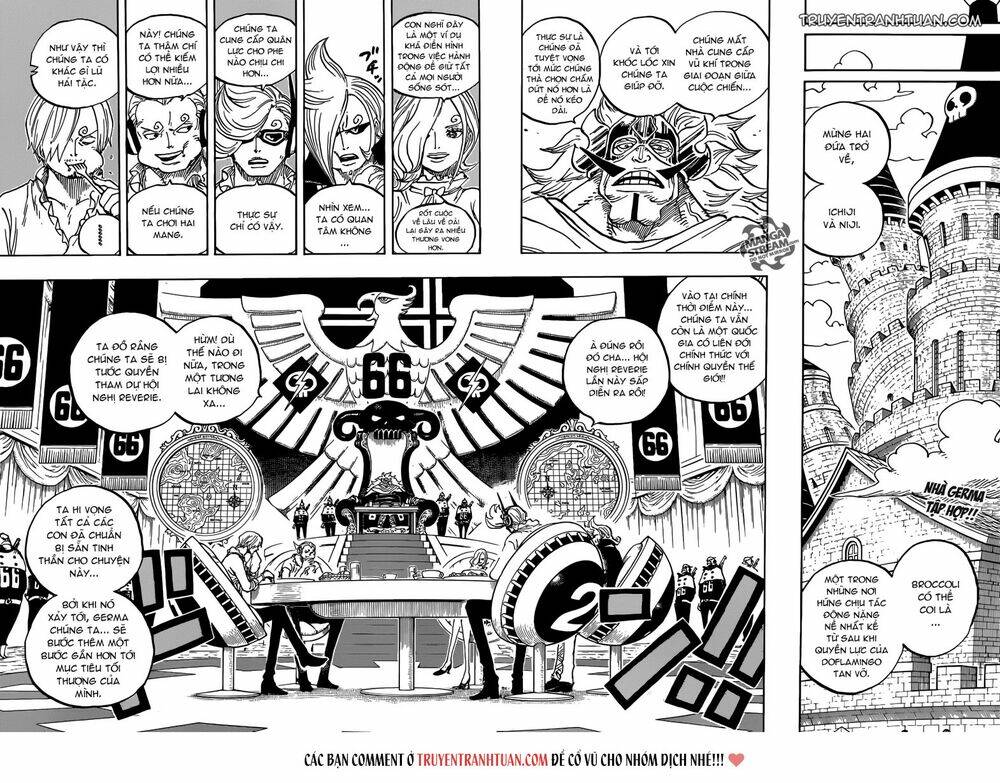 TRUYENTRANHTUAN.COM
MỪNG HAI
ĐỨA TRỞ
VỀ,
ICHIJI
VÀ NIJI.
NHÀ GERMA
TẬP HỢP!!
BROCCOLI
CÓ THỂ
COI LÀ
...
MỘT TRONG
NHỮNG NƠI
HỨNG CHỊU TÁC
ĐỘNG NẶNG
NỀ NHẤT KỂ
TỪ SAU KHI
QUYỀN LỰC CỦA
DOFLAMINGO
TAN VỠ.
CHÚNG MẤT
NHÀ CUNG CẤP
VŨ KHÍ TRONG
GIAI ĐOẠN GIỮA
CUỘC CHIẾN...
VÀ TỚI
KHÓC LÓC XIN
CHÚNG TA
GIÚP ĐỠ.
THỰC SỰ LÀ
CHÚNG ĐÃ
TUYỆT VỌNG
TỚI MỨC CHÚNG
THÀ CHỌN CHẤM
DỨT NÓ HƠN LÀ
ĐỂ NÓ KÉO
DÀI.
MANGA
STREAM
CON NGHĨ ĐÂY
LÀ MỘT VÍ DỤ
KHÁ ĐIỂN HÌNH
TRONG VIỆC HÀNH
ĐỘNG ĐỂ GIỮ TẤT
CẢ MỌI NGƯỜI
SỐNG SÓT...
DỐT CUỘC
VỀ LÂU VỀ DÀI
LẠI GÂY RA NHIỀU
THƯƠNG VONG
HƠN.
NHÌN XEM...
TA CÓ QUAN
TÂM KHÔNG
...
CHÚNG TA
CUNG CẤP QUÂN
LỰC CHO PHE
NÀO CHỊU
CHI HƠN...
THỰC SỰ
CHỈ CÓ VẬY.
NÀY! CHÚNG
TA THẬM CHÍ
CÓ THỂ KIẾM
LỢI NHIỀU
HƠN NỮA...
NẾU CHÚNG
TA CHƠI HAI
MANG.
NHƯ VẬY THÌ
CHÚNG TA CÓ
KHÁC GÌ LŨ
HẢI TẶC.
VÀO TẠI CHÍNH
THỜI ĐIỂM NÀY...
CHÚNG TA VẪN
CÒN LÀ MỘT QUỐC
GIA CÓ LIÊN ĐỚI
CHÍNH THỨC VỚI
CHÍNH QUYỀN THẾ
GIỚI!!
À ĐÚNG RỒI
ĐÓ CHA... HỘI
NGHỊ REVERIE
LẦN NÀY SẮP
DIỄN RA RỒI!
HỪM! DÙ
THẾ NÀO ĐI
NỮA, TRONG
MỘT TƯƠNG
LAI KHÔNG
XA...
TA ĐỒ RẰNG
CHÚNG TA SẼ BỊ
TƯỚC QUYỀN
THAM DỰ HỘI
NGHỊ REVERIE.
66
66
66
66
66
66
66
2
TA HI VỌNG
TẤT CẢ CÁC
CON ĐÃ CHUẨN
BỊ SẴN TINH
THẦN CHO CHUYỆN
NÀY...
BỞI KHI NÓ
XẢY TỚI, GERMA
CHÚNG TA... SẼ
BƯỚC THÊM MỘT
BƯỚC GẦN HƠN TỚI
MỤC TIÊU TỐI
THƯỢNG CỦA
MÌNH.
CÁC BẠN COMMENT Ở TRUYENTRANHTUAN.COM ĐỂ CỔ VŨ CHO NHÓM DỊCH NHÉ!!!